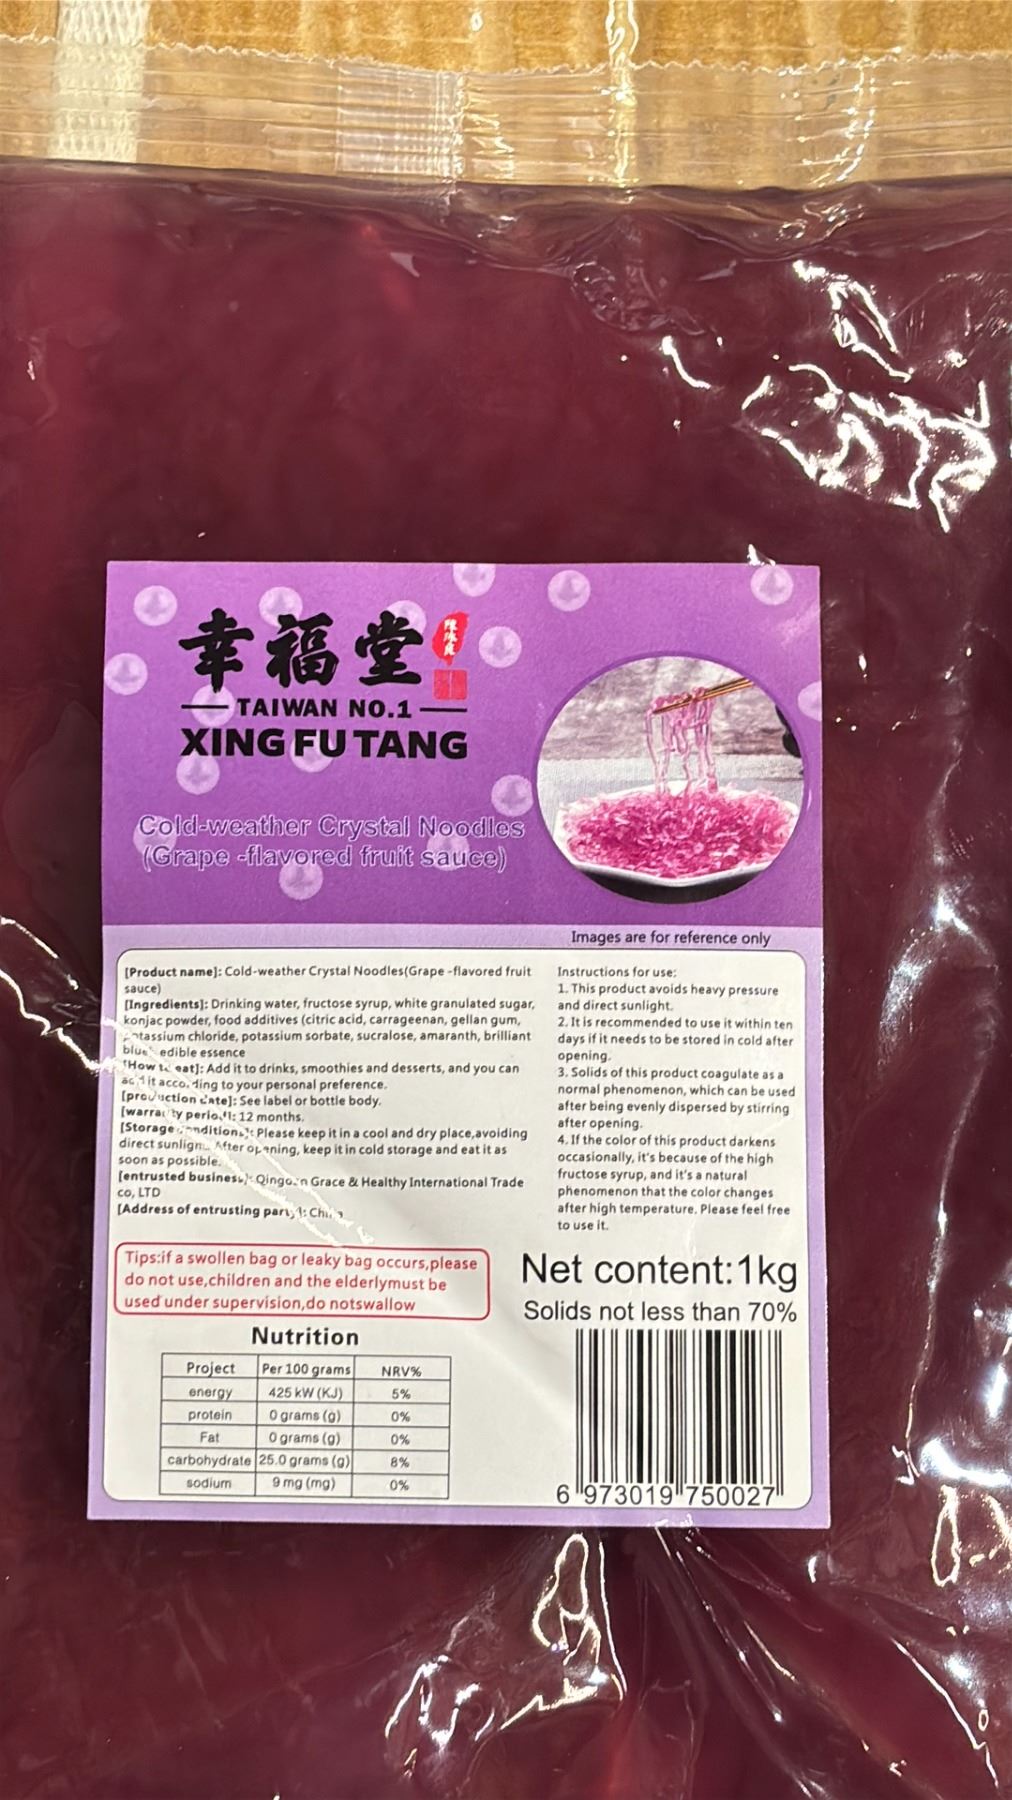 幸福堂
TAIWAN NO.1
XING FU TANG
Cold-weather Crystal Noodles
(Grape -flavored fruit sauce)
Images are for reference only
[Product name]: Cold-weather Crystal Noodles(Grape -flavored fruit
sauce)
[Ingredients]: Drinking water, fructose syrup, white granulated sugar,
konjac powder, food additives (citric acid, carrageenan, gellan gum,
potassium chloride, potassium sorbate, sucralose, amaranth, brilliant
edible essence
eat]: Add it to drinks, smoothies and desserts, and you can
add it according to your personal preference.
[production date]: See label or bottle body.
[warranty period]: 12 months.
[Storage conditions]: Please keep it in a cool and dry place,avoiding
direct After opening, keep it in cold storage and eat it as
soon as possible.
[entrusted business]: Grace & Healthy International Trade
co, LTD
[Address of entrusting party]: China
Instructions for use:
1. This product avoids heavy pressure
and direct sunlight.
2. It is recommended to use it within ten
days if it needs to be stored in cold after
opening.
3. Solids of this product coagulate as a
normal phenomenon, which can be used
after being evenly dispersed by stirring
after opening.
4. If the color of this product darkens
occasionally, it's because of the high
fructose syrup, and it's a natural
phenomenon that the color changes
after high temperature. Please feel free
to use it.
Tips:if a swollen bag or leaky bag occurs,please
do not use,children and the elderlymust be
used under supervision,do notswallow
Net content:1kg
Solids not less than 70%
Nutrition
Project Per 100 grams NRV%
energy 425 kW (KJ) 5%
protein 0 grams (g) 0%
Fat 0 grams (g) 0%
carbohydrate 25.0 grams (g) 8%
sodium 9 mg (mg) 0%
6 973019 750027